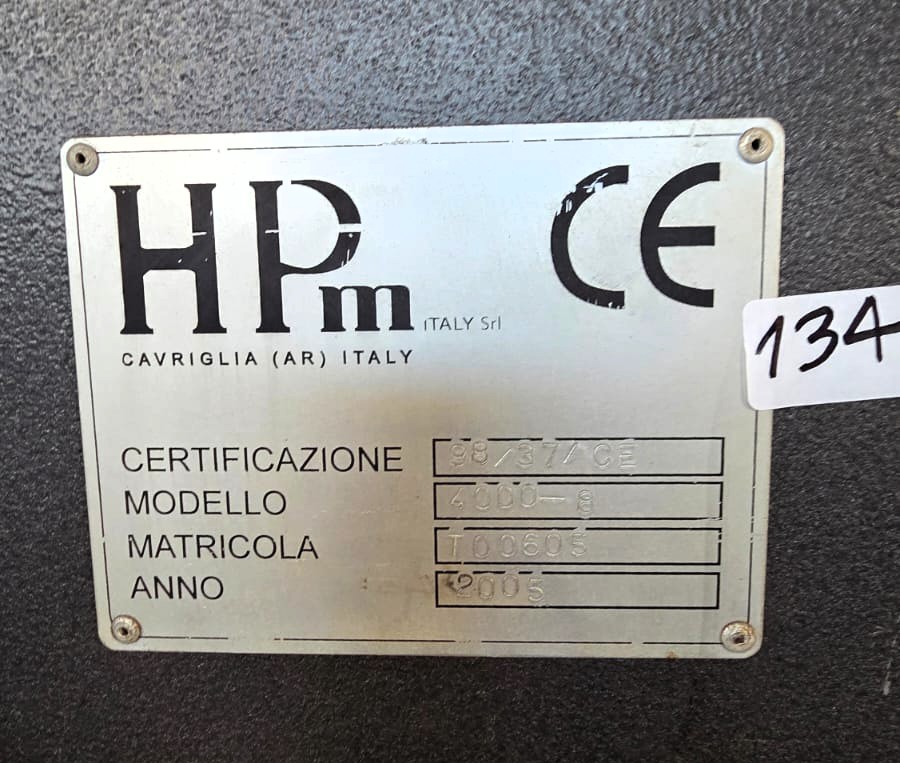 HPm ITALY Srl CE
CAVRIGLIA (AR) ITALY
134
CERTIFICAZIONE 98/37/CE
MODELLO 4000-8
MATRICOLA T00605
ANNO 2005